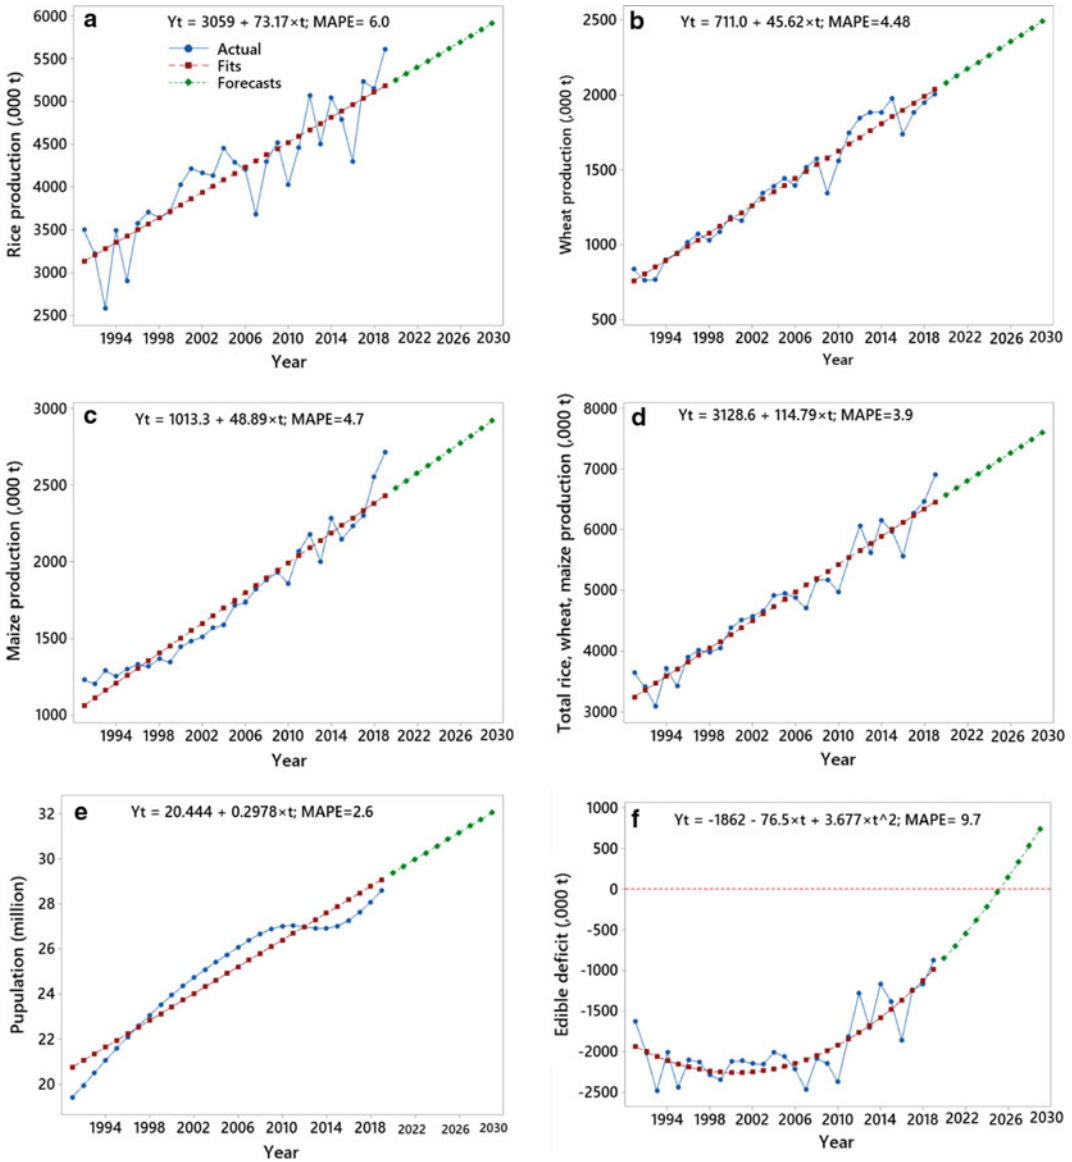 a
Yt = 3059 + 73.17×t; MAPE = 6.0
Actual
Fits
Forecasts
Rice production (,000 t)
6000
5500
5000
4500
4000
3500
3000
2500
1994 1998 2002 2006 2010 2014 2018 2022 2026 2030
Year
b
Yt = 711.0 + 45.62×t; MAPE=4.48
Wheat production (,000 t)
2500
2000
1500
1000
500
1994 1998 2002 2006 2010 2014 2018 2022 2026 2030
Year
c
Yt = 1013.3 + 48.89×t; MAPE=4.7
Maize production (,000 t)
3000
2500
2000
1500
1000
1994 1998 2002 2006 2010 2014 2018 2022 2026 2030
Year
d
Yt = 3128.6 + 114.79×t; MAPE=3.9
Total rice, wheat, maize production (,000 t)
8000
7000
6000
5000
4000
3000
1994 1998 2002 2006 2010 2014 2018 2022 2026 2030
Year
e
Yt = 20.444 + 0.2978×t; MAPE=2.6
Pupulation (million)
32
30
28
26
24
22
20
1994 1998 2002 2006 2010 2014 2018 2022 2026 2030
Year
f
Yt = -1862 - 76.5×t + 3.677×t^2; MAPE= 9.7
Edible deficit (,000 t)
1000
500
0
-500
-1000
-1500
-2000
-2500
1994 1998 2002 2006 2010 2014 2018 2022 2026 2030
Year